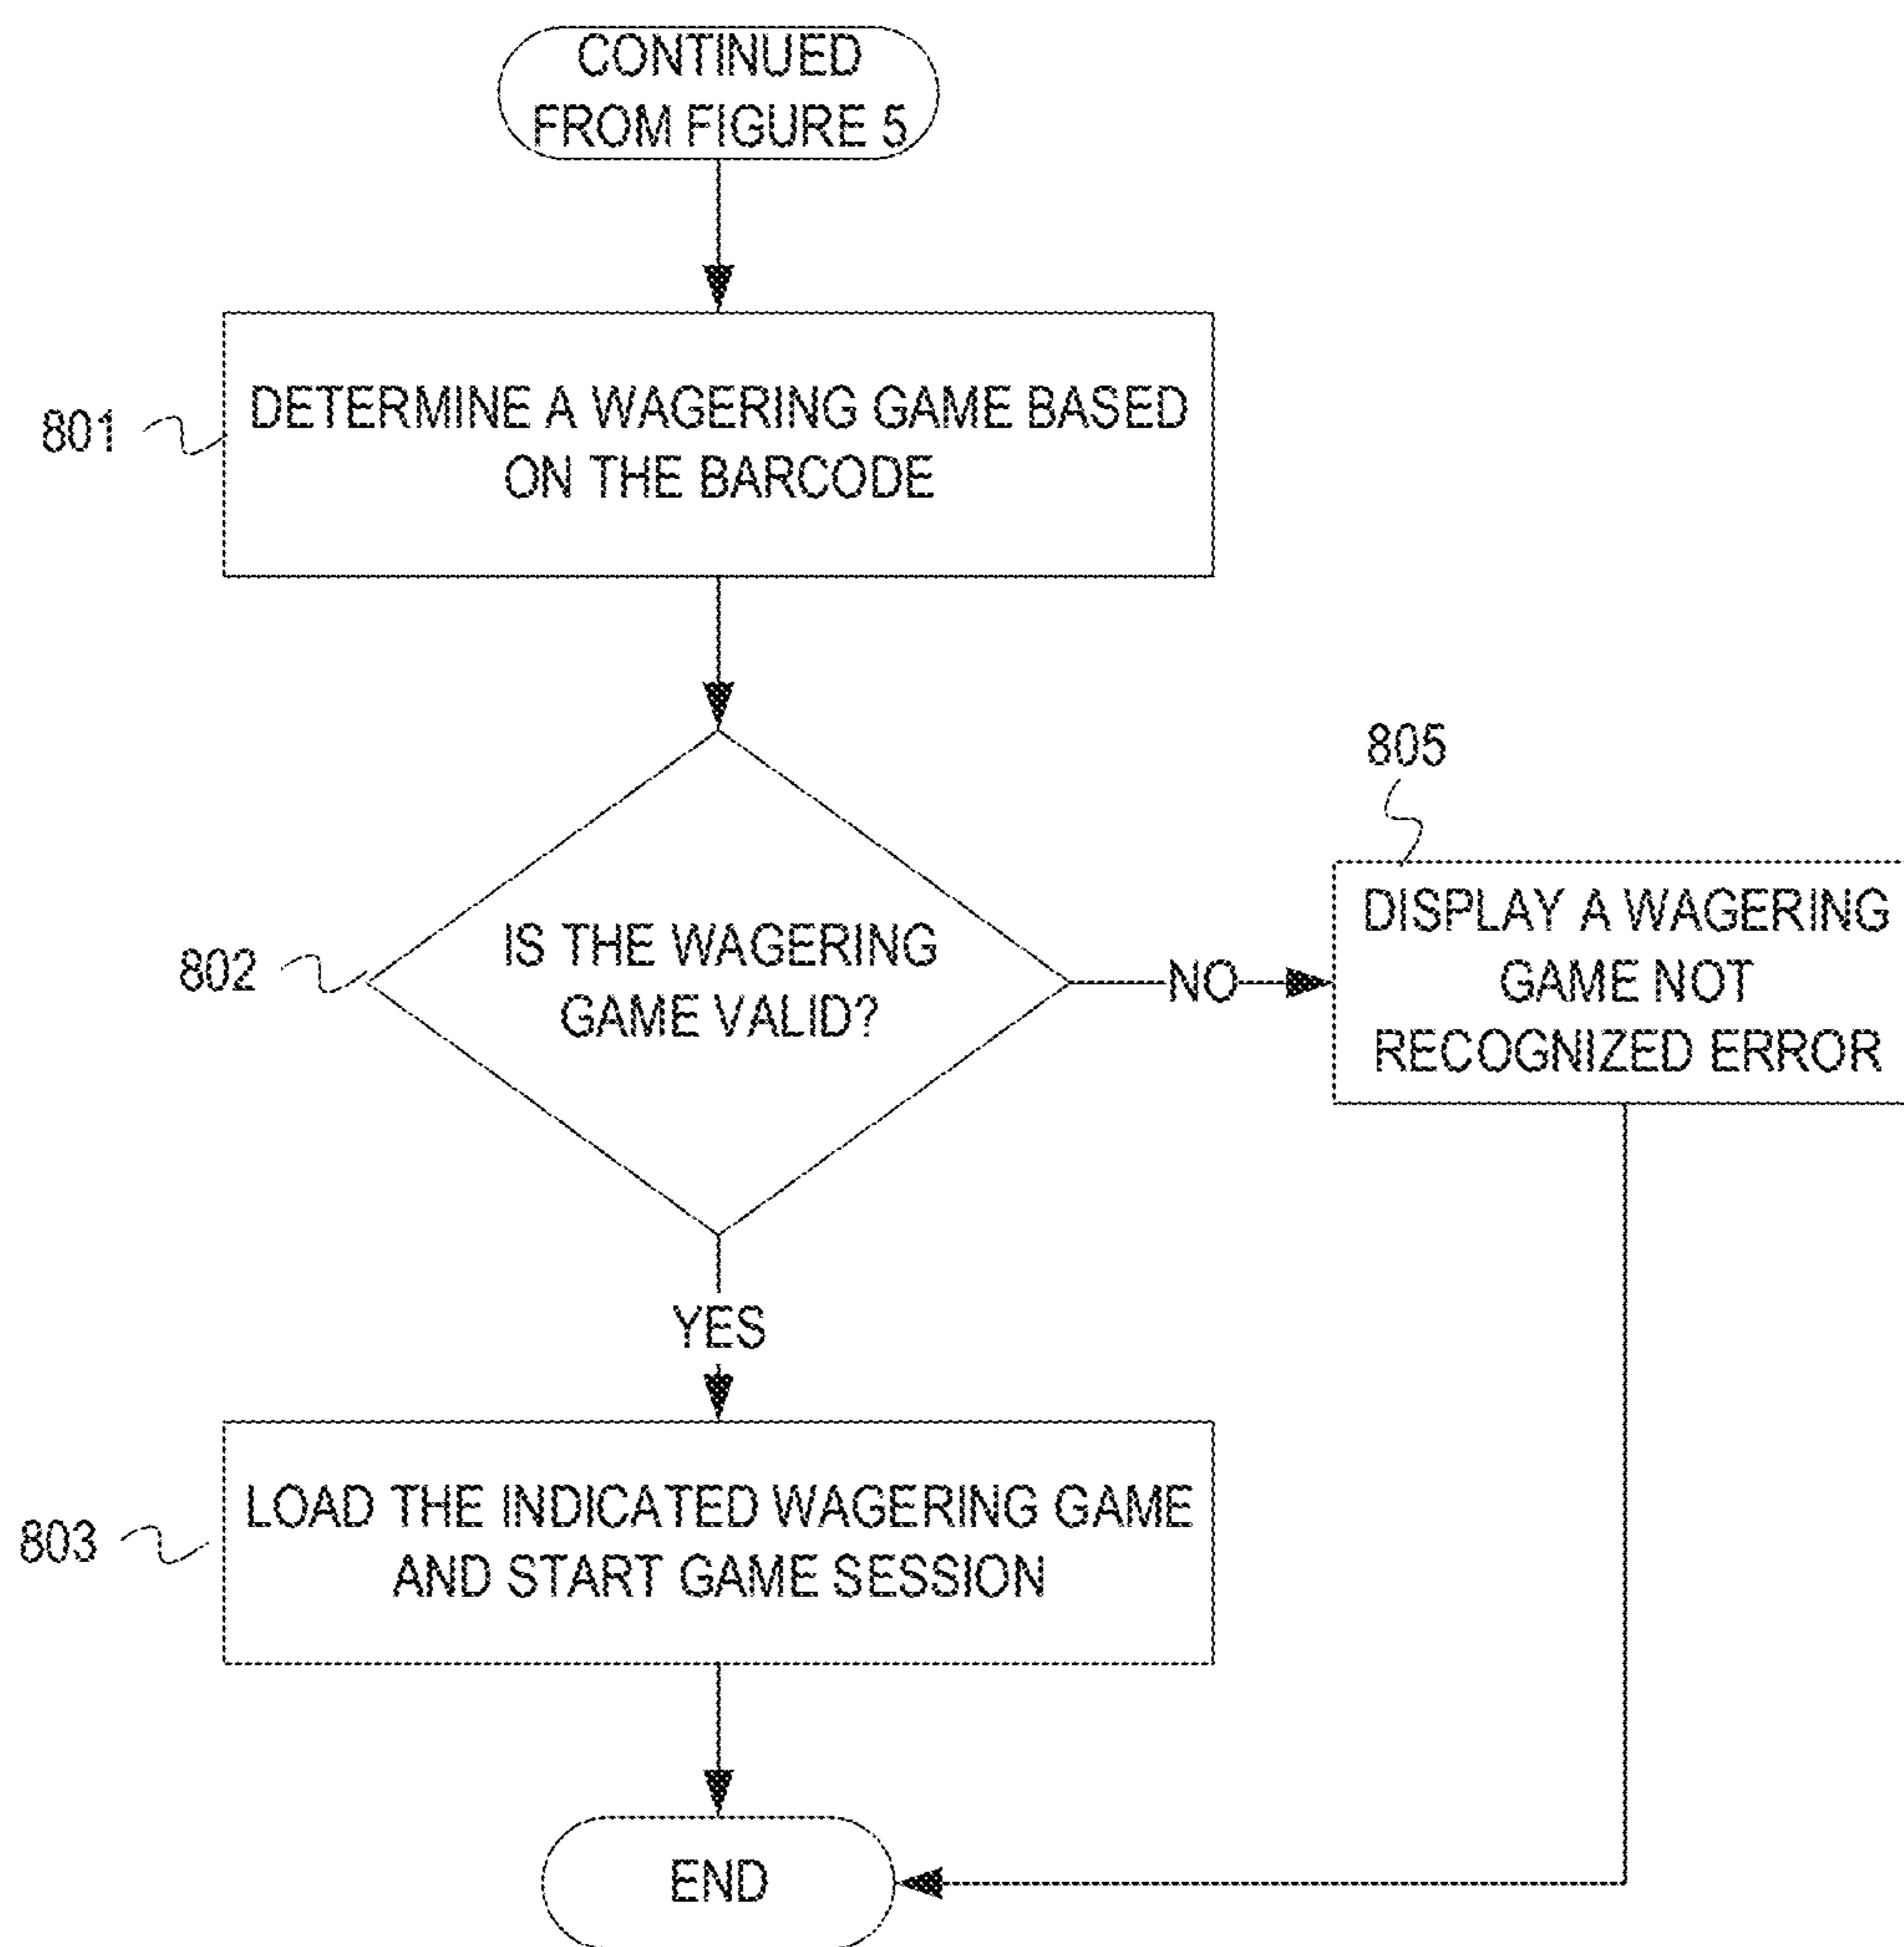 CONTINUED
FROM FIGURE 5
801
DETERMINE A WAGERING GAME BASED
ON THE BARCODE
805
802
IS THE WAGERING
GAME VALID?
NO
DISPLAY A WAGERING
GAME NOT
RECOGNIZED ERROR
YES
803
LOAD THE INDICATED WAGERING GAME
AND START GAME SESSION
END